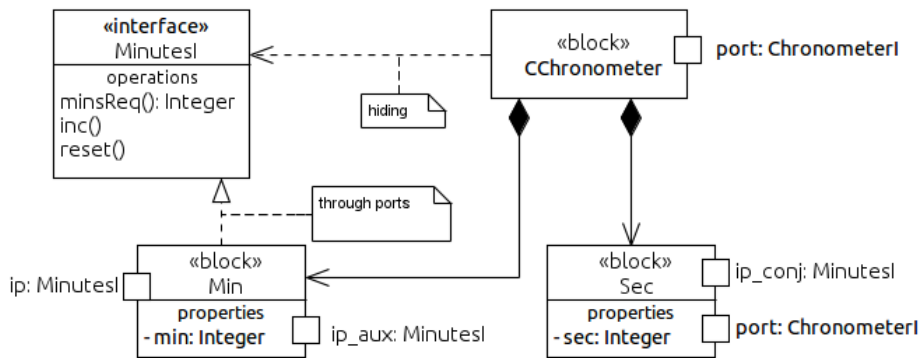 «interface»
MinutesI
operations
minsReq(): Integer
inc()
reset()
«block»
CChronometer
port: ChronometerI
hiding
through ports
«block»
Min
properties
- min: Integer
ip: MinutesI
ip_aux: MinutesI
«block»
Sec
properties
- sec: Integer
ip_conj: MinutesI
port: ChronometerI